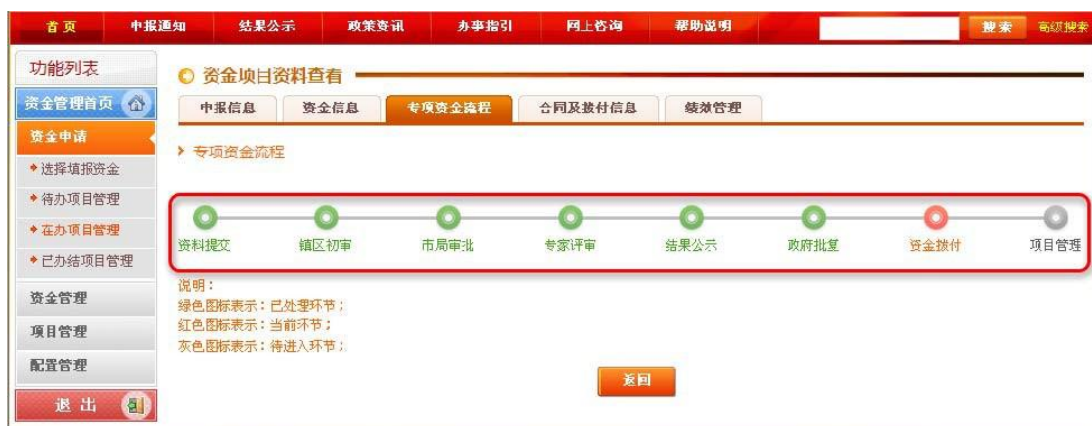 首页 申报通知 结果公示 政策资讯 办事指引 网上咨询 帮助说明 搜索 高级搜索
功能列表
资金管理首页
资金申请
选择填报资金
待办项目管理
在办项目管理
已办结项目管理
资金管理
项目管理
配置管理
退出
资金项目资料查看
申报信息 资金信息 专项资金流程 合同及拨付信息 绩效管理
专项资金流程
资料提交 镇区初审 市局审批 专家评审 结果公示 政府批复 资金拨付 项目管理
说明：
绿色图标表示：已处理环节；
红色图标表示：当前环节；
灰色图标表示：待进入环节；
返回